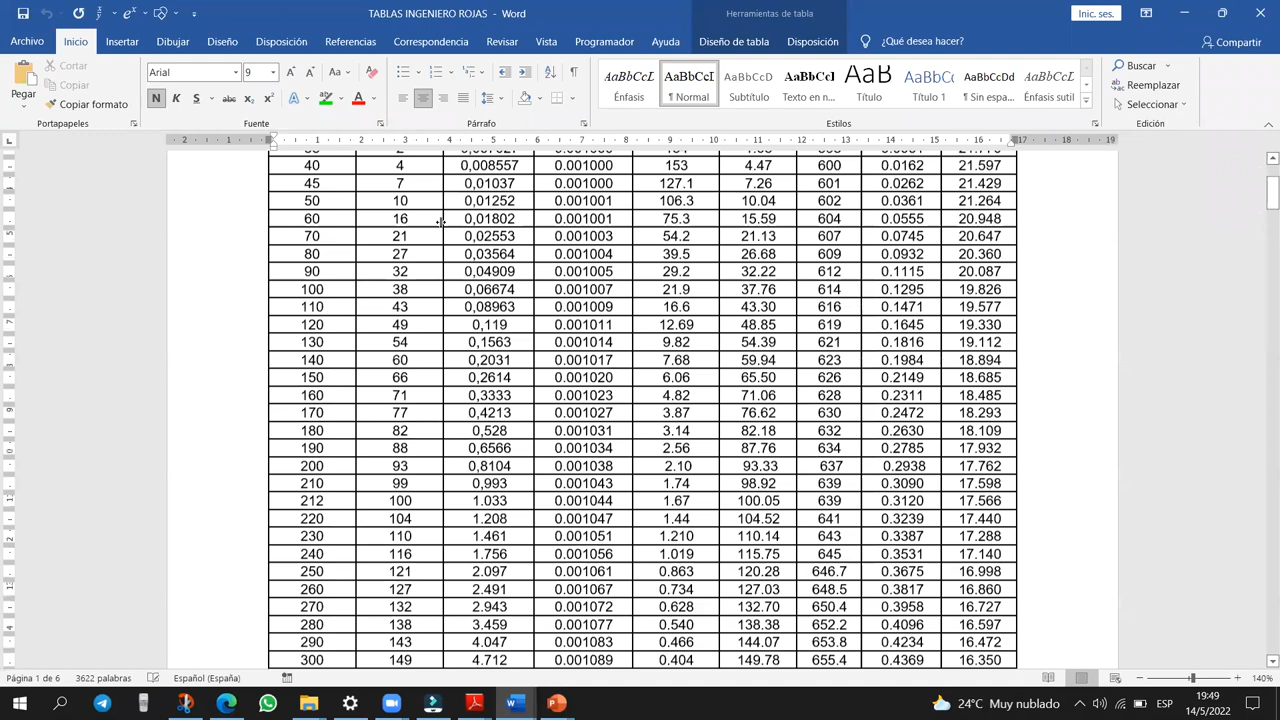 TABLAS INGENIERO ROJAS - Word
Herramientas de tabla
Inic. ses.
Archivo Inicio Insertar Dibujar Diseño Disposición Referencias Correspondencia Revisar Vista Programador Ayuda Diseño de tabla Disposición ¿Qué desea hacer? Compartir
Pegar
Cortar
Copiar
Copiar formato
Portapapeles
Arial 9
N K S abc x₂ x²
Fuente
Párrafo
AaBbCcL AaBbCcI AaBbCcD AaBbCcI AaB AaBbCcI AaBbCcDd AaBbCcL
Énfasis ¶ Normal Subtítulo Texto en n... Título Título 1 ¶ Sin espa... Énfasis sutil
Estilos
Buscar
Reemplazar
Seleccionar
Edición
2 1 1 2 3 4 5 6 7 8 9 10 11 12 13 14 15 16 17 18 19
40 4 0,008557 0.001000 153 4.47 600 0.0162 21.597
45 7 0,01037 0.001000 127.1 7.26 601 0.0262 21.429
50 10 0,01252 0.001001 106.3 10.04 602 0.0361 21.264
60 16 0,01802 0.001001 75.3 15.59 604 0.0555 20.948
70 21 0,02553 0.001003 54.2 21.13 607 0.0745 20.647
80 27 0,03564 0.001004 39.5 26.68 609 0.0932 20.360
90 32 0,04909 0.001005 29.2 32.22 612 0.1115 20.087
100 38 0,06674 0.001007 21.9 37.76 614 0.1295 19.826
110 43 0,08963 0.001009 16.6 43.30 616 0.1471 19.577
120 49 0,119 0.001011 12.69 48.85 619 0.1645 19.330
130 54 0,1563 0.001014 9.82 54.39 621 0.1816 19.112
140 60 0,2031 0.001017 7.68 59.94 623 0.1984 18.894
150 66 0,2614 0.001020 6.06 65.50 626 0.2149 18.685
160 71 0,3333 0.001023 4.82 71.06 628 0.2311 18.485
170 77 0,4213 0.001027 3.87 76.62 630 0.2472 18.293
180 82 0,528 0.001031 3.14 82.18 632 0.2630 18.109
190 88 0,6566 0.001034 2.56 87.76 634 0.2785 17.932
200 93 0,8104 0.001038 2.10 93.33 637 0.2938 17.762
210 99 0,993 0.001043 1.74 98.92 639 0.3090 17.598
212 100 1.033 0.001044 1.67 100.05 639 0.3120 17.566
220 104 1.208 0.001047 1.44 104.52 641 0.3239 17.440
230 110 1.461 0.001051 1.210 110.14 643 0.3387 17.288
240 116 1.756 0.001056 1.019 115.75 645 0.3531 17.140
250 121 2.097 0.001061 0.863 120.28 646.7 0.3675 16.998
260 127 2.491 0.001067 0.734 127.03 648.5 0.3817 16.860
270 132 2.943 0.001072 0.628 132.70 650.4 0.3958 16.727
280 138 3.459 0.001077 0.540 138.38 652.2 0.4096 16.597
290 143 4.047 0.001083 0.466 144.07 653.8 0.4234 16.472
300 149 4.712 0.001089 0.404 149.78 655.4 0.4369 16.350
Página 1 de 6 3622 palabras Español (España) 140%
24°C Muy nublado ESP 19:49
14/5/2022